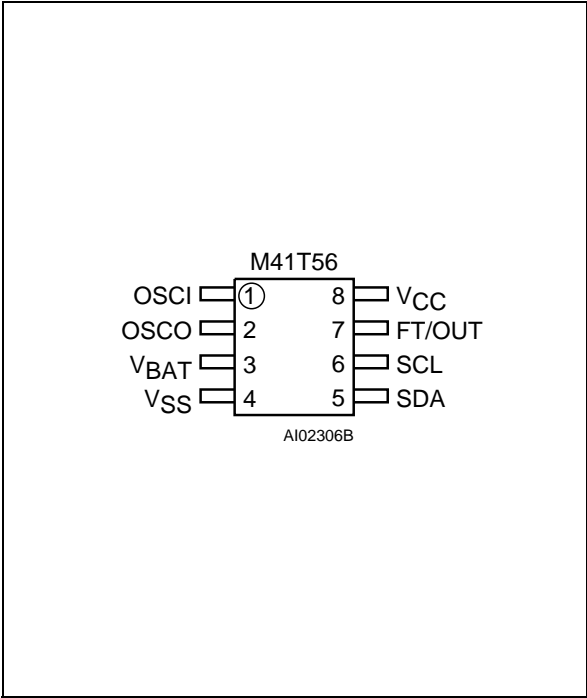 M41T56
OSCI 1 8 VCC
OSCO 2 7 FT/OUT
VBAT 3 6 SCL
VSS 4 5 SDA
AI02306B